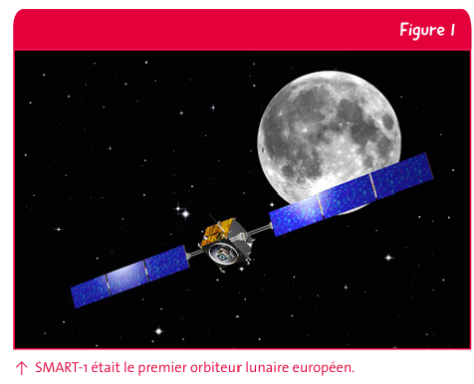 Figure 1
↑ SMART-1 était le premier orbiteur lunaire européen.